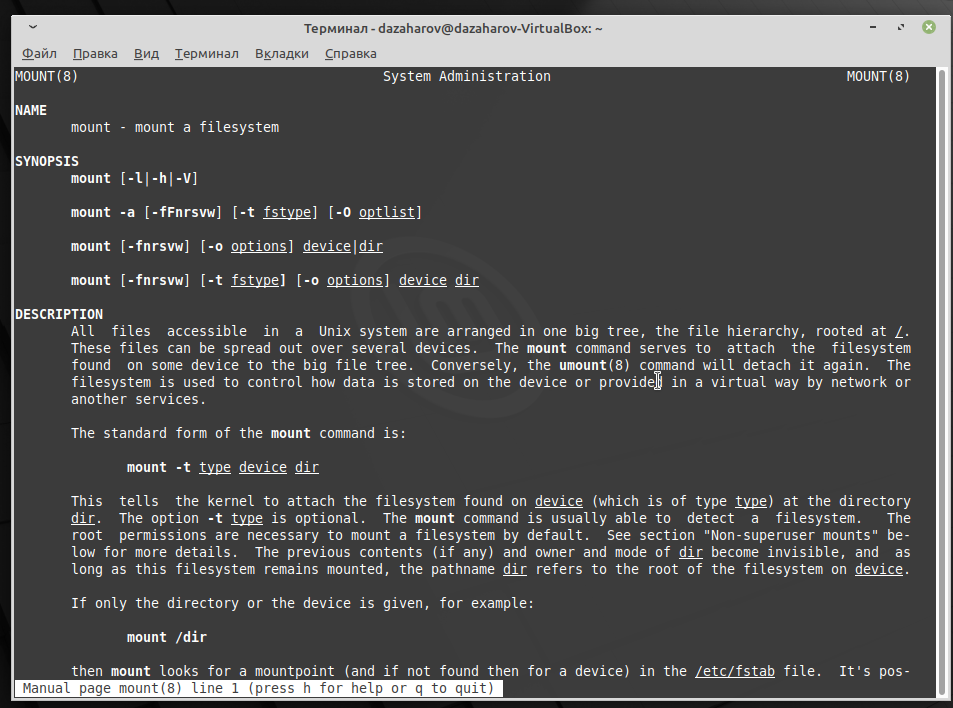 Терминал - dazaharov@dazaharov-VirtualBox: ~
Файл Правка Вид Терминал Вкладки Справка
MOUNT(8) System Administration MOUNT(8)
NAME
mount - mount a filesystem
SYNOPSIS
mount [-l|-h|-V]
mount -a [-fFnrsvw] [-t fstype] [-O optlist]
mount [-fnrsvw] [-o options] device|dir
mount [-fnrsvw] [-t fstype] [-o options] device dir
DESCRIPTION
All files accessible in a Unix system are arranged in one big tree, the file hierarchy, rooted at /.
These files can be spread out over several devices. The mount command serves to attach the filesystem
found on some device to the big file tree. Conversely, the umount(8) command will detach it again. The
filesystem is used to control how data is stored on the device or provided in a virtual way by network or
another services.
The standard form of the mount command is:
mount -t type device dir
This tells the kernel to attach the filesystem found on device (which is of type type) at the directory
dir. The option -t type is optional. The mount command is usually able to detect a filesystem. The
root permissions are necessary to mount a filesystem by default. See section "Non-superuser mounts" be-
low for more details. The previous contents (if any) and owner and mode of dir become invisible, and as
long as this filesystem remains mounted, the pathname dir refers to the root of the filesystem on device.
If only the directory or the device is given, for example:
mount /dir
then mount looks for a mountpoint (and if not found then for a device) in the /etc/fstab file. It's pos-
Manual page mount(8) line 1 (press h for help or q to quit)